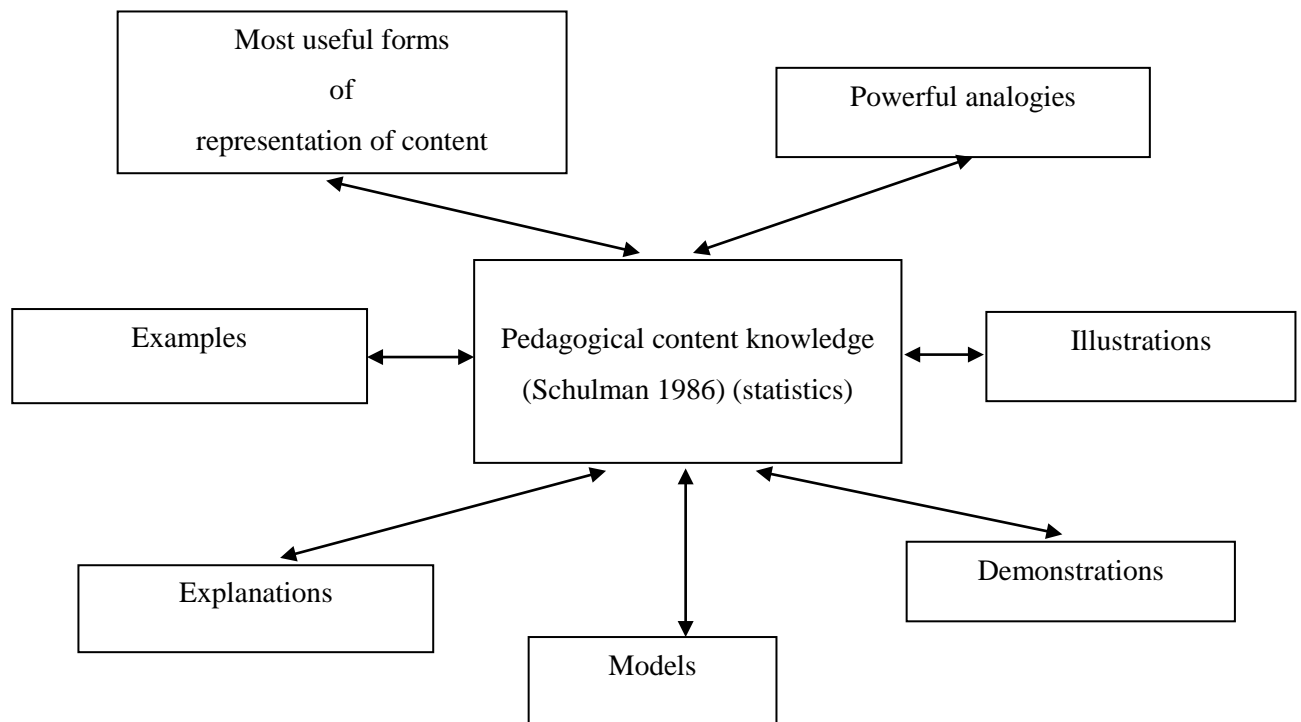 Most useful forms
of
representation of content
Powerful analogies
Examples
Pedagogical content knowledge
(Schulman 1986) (statistics)
Illustrations
Explanations
Models
Demonstrations